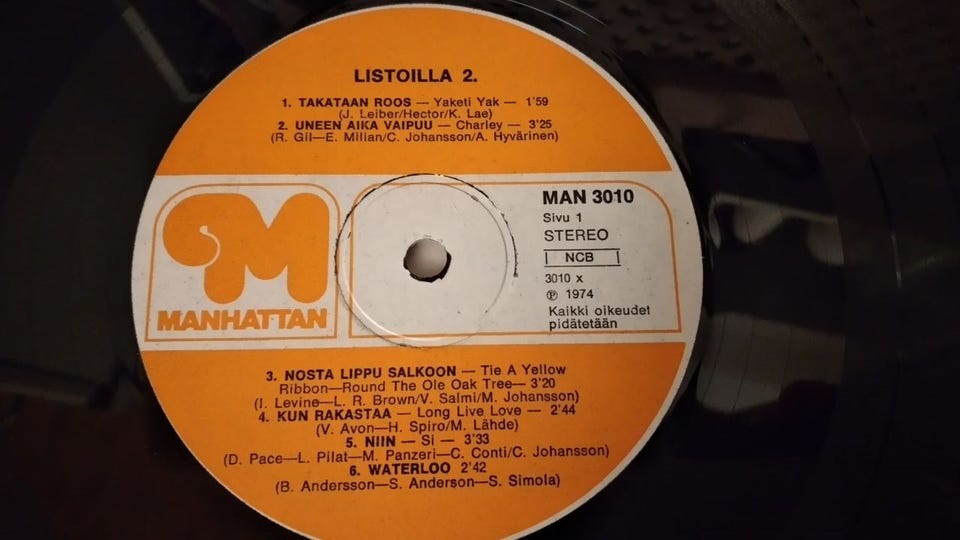 LISTOILLA 2.
1. TAKATAAN ROOS — Yaketi Yak — 1'59
(J. Leiber/Hector/K. Lae)
2. UNEEN AIKA VAIPUU — Charley — 3'25
(R. Gil—E. Milian/C. Johansson/A. Hyvärinen)
MANHATTAN
MAN 3010
Sivu 1
STEREO
NCB
3010 x
℗ 1974
Kaikki oikeudet
pidätetään
3. NOSTA LIPPU SALKOON — Tie A Yellow
Ribbon—Round The Ole Oak Tree— 3'20
(I. Levine—L. R. Brown/V. Salmi/M. Johansson)
4. KUN RAKASTAA — Long Live Love — 2'44
(V. Avon—H. Spiro/M. Lähde)
5. NIIN — Si — 3'33
(D. Pace—L. Pilat—M. Panzeri—C. Conti/C. Johansson)
6. WATERLOO 2'42
(B. Andersson—S. Anderson—S. Simola)